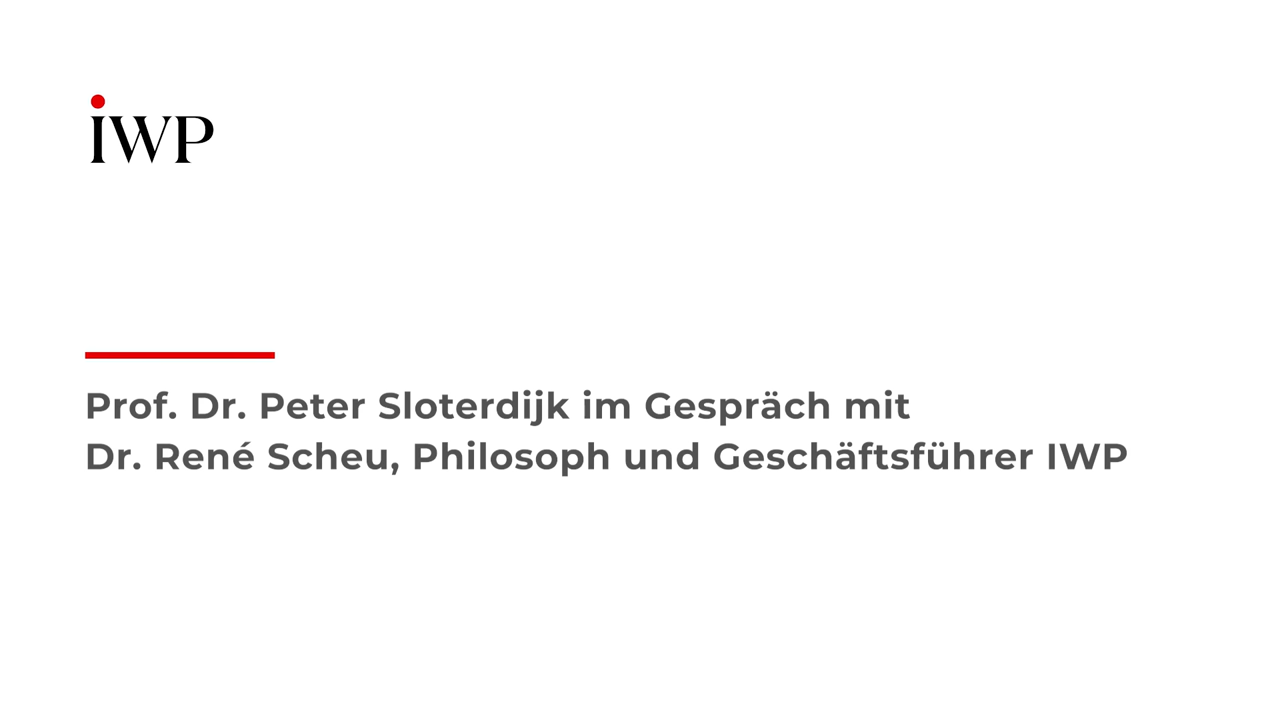 iWP
Prof. Dr. Peter Sloterdijk im Gespräch mit
Dr. René Scheu, Philosoph und Geschäftsführer IWP